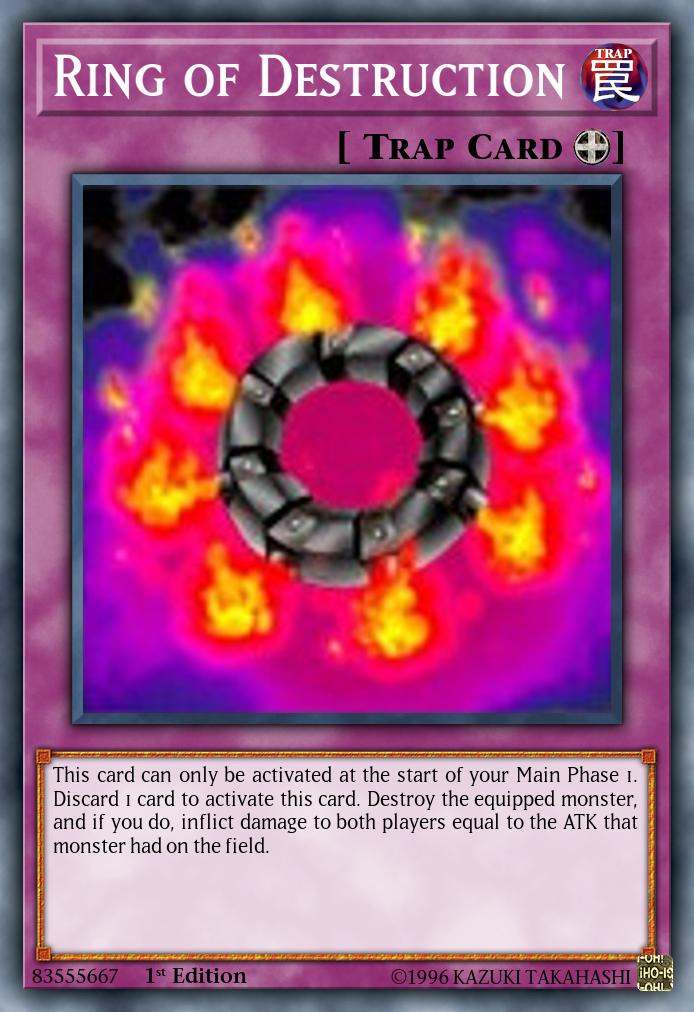 RING OF DESTRUCTION
TRAP
罠
[ TRAP CARD ]
This card can only be activated at the start of your Main Phase 1.
Discard 1 card to activate this card. Destroy the equipped monster,
and if you do, inflict damage to both players equal to the ATK that
monster had on the field.
83555667 1st Edition ©1996 KAZUKI TAKAHASHI